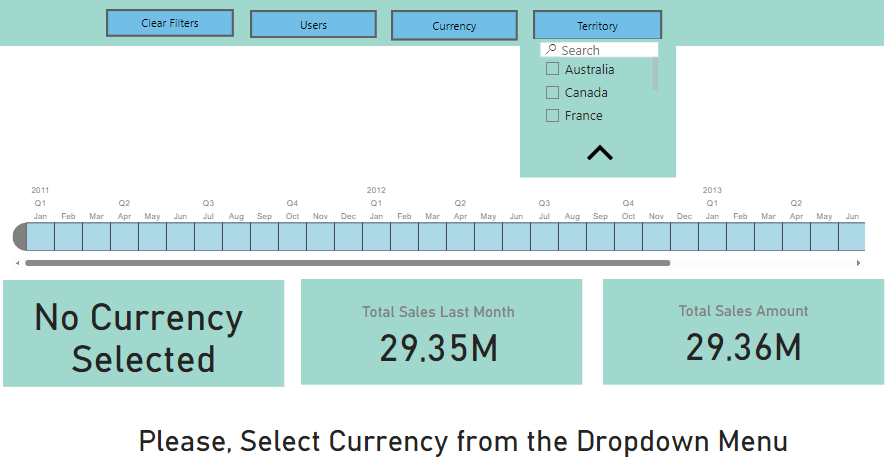 Clear Filters Users Currency Territory
Search
Australia
Canada
France
2011 2012 2013
Q1 Q2 Q3 Q4 Q1 Q2 Q3 Q4 Q1 Q2
Jan Feb Mar Apr May Jun Jul Aug Sep Oct Nov Dec Jan Feb Mar Apr May Jun Jul Aug Sep Oct Nov Dec Jan Feb Mar Apr May Jun
No Currency
Selected
Total Sales Last Month
29.35M
Total Sales Amount
29.36M
Please, Select Currency from the Dropdown Menu